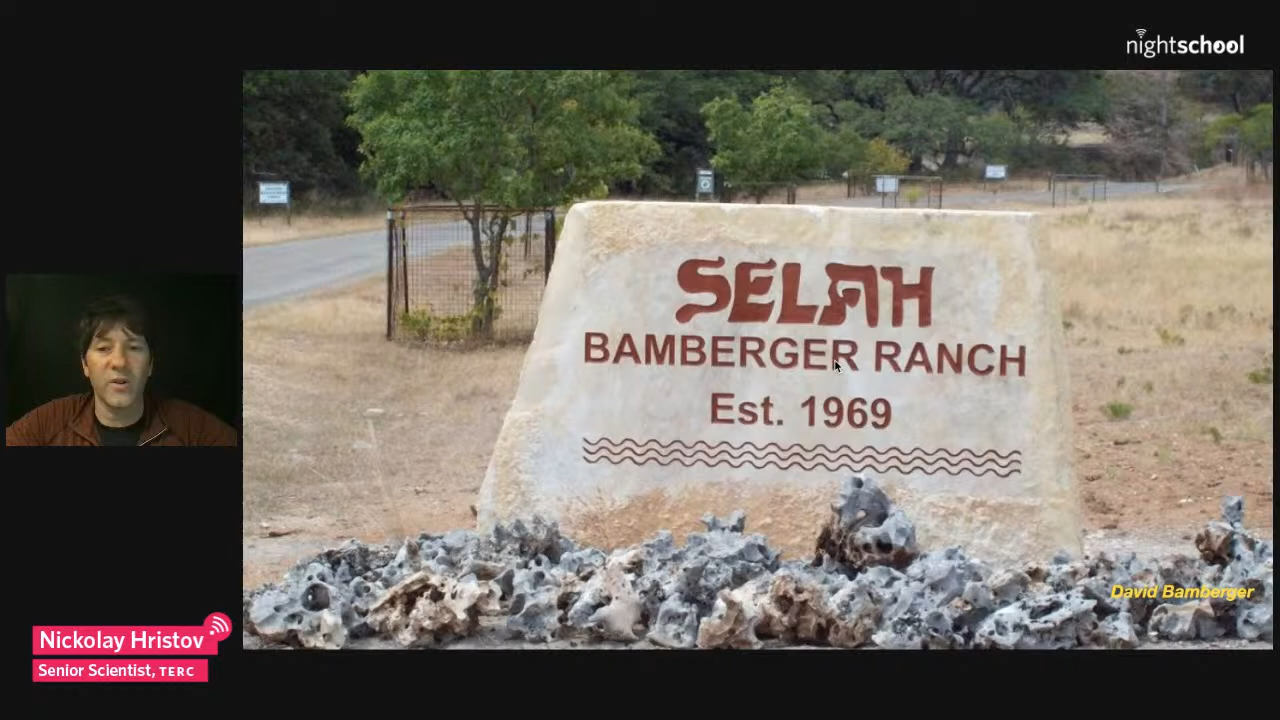 nightschool
SELAH
BAMBERGER RANCH
Est. 1969
David Bamberger
Nickolay Hristov
Senior Scientist, TERC